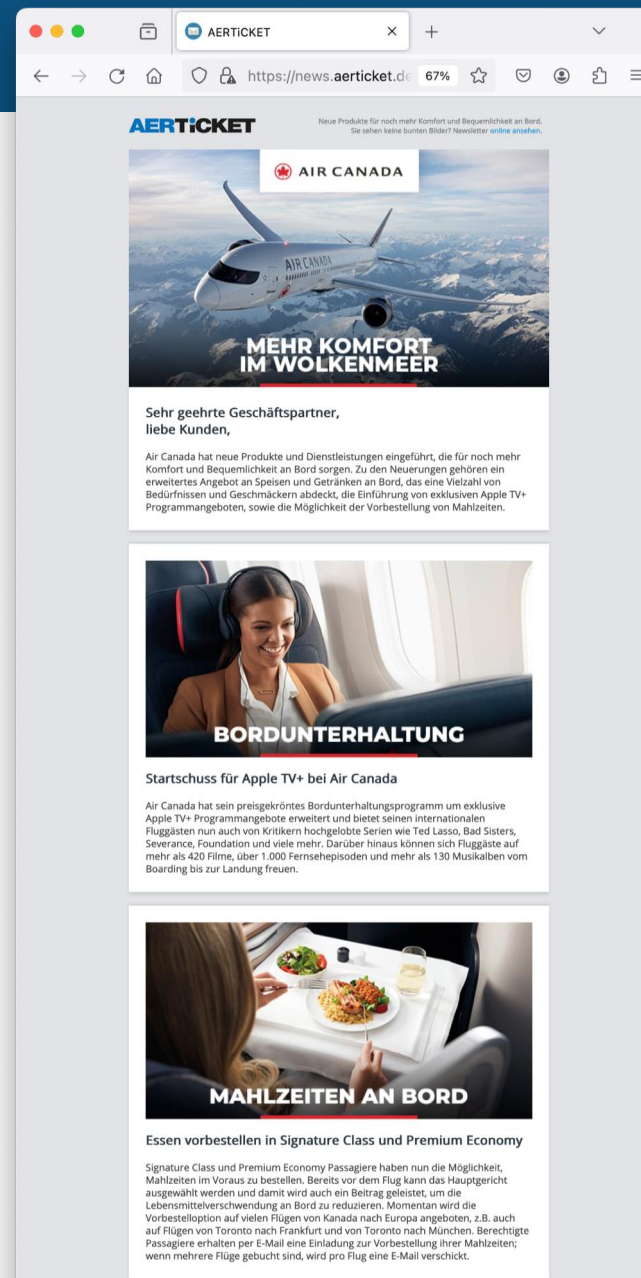 AERTiCKET
https://news.aerticket.de
67%
AERTiCKET
Neue Produkte für noch mehr Komfort und Bequemlichkeit an Bord.
Sie sehen keine bunten Bilder? Newsletter online ansehen.
AIR CANADA
AIR CANADA
MEHR KOMFORT
IM WOLKENMEER
Sehr geehrte Geschäftspartner,
liebe Kunden,
Air Canada hat neue Produkte und Dienstleistungen eingeführt, die für noch mehr
Komfort und Bequemlichkeit an Bord sorgen. Zu den Neuerungen gehören ein
erweitertes Angebot an Speisen und Getränken an Bord, das eine Vielzahl von
Bedürfnissen und Geschmäckern abdeckt, die Einführung von exklusiven Apple TV+
Programmangeboten, sowie die Möglichkeit der Vorbestellung von Mahlzeiten.
BORDUNTERHALTUNG
Startschuss für Apple TV+ bei Air Canada
Air Canada hat sein preisgekröntes Bordunterhaltungsprogramm um exklusive
Apple TV+ Programmangebote erweitert und bietet seinen internationalen
Fluggästen nun auch von Kritikern hochgelobte Serien wie Ted Lasso, Bad Sisters,
Severance, Foundation und viele mehr. Darüber hinaus können sich Fluggäste auf
mehr als 420 Filme, über 1.000 Fernsehepisoden und mehr als 130 Musikalben vom
Boarding bis zur Landung freuen.
MAHLZEITEN AN BORD
Essen vorbestellen in Signature Class und Premium Economy
Signature Class und Premium Economy Passagiere haben nun die Möglichkeit,
Mahlzeiten im Voraus zu bestellen. Bereits vor dem Flug kann das Hauptgericht
ausgewählt werden und damit wird auch ein Beitrag geleistet, um die
Lebensmittelverschwendung an Bord zu reduzieren. Momentan wird die
Vorbestelloption auf vielen Flügen von Kanada nach Europa angeboten, z.B. auch
auf Flügen von Toronto nach Frankfurt und von Toronto nach München. Berechtigte
Passagiere erhalten per E-Mail eine Einladung zur Vorbestellung ihrer Mahlzeiten;
wenn mehrere Flüge gebucht sind, wird pro Flug eine E-Mail verschickt.